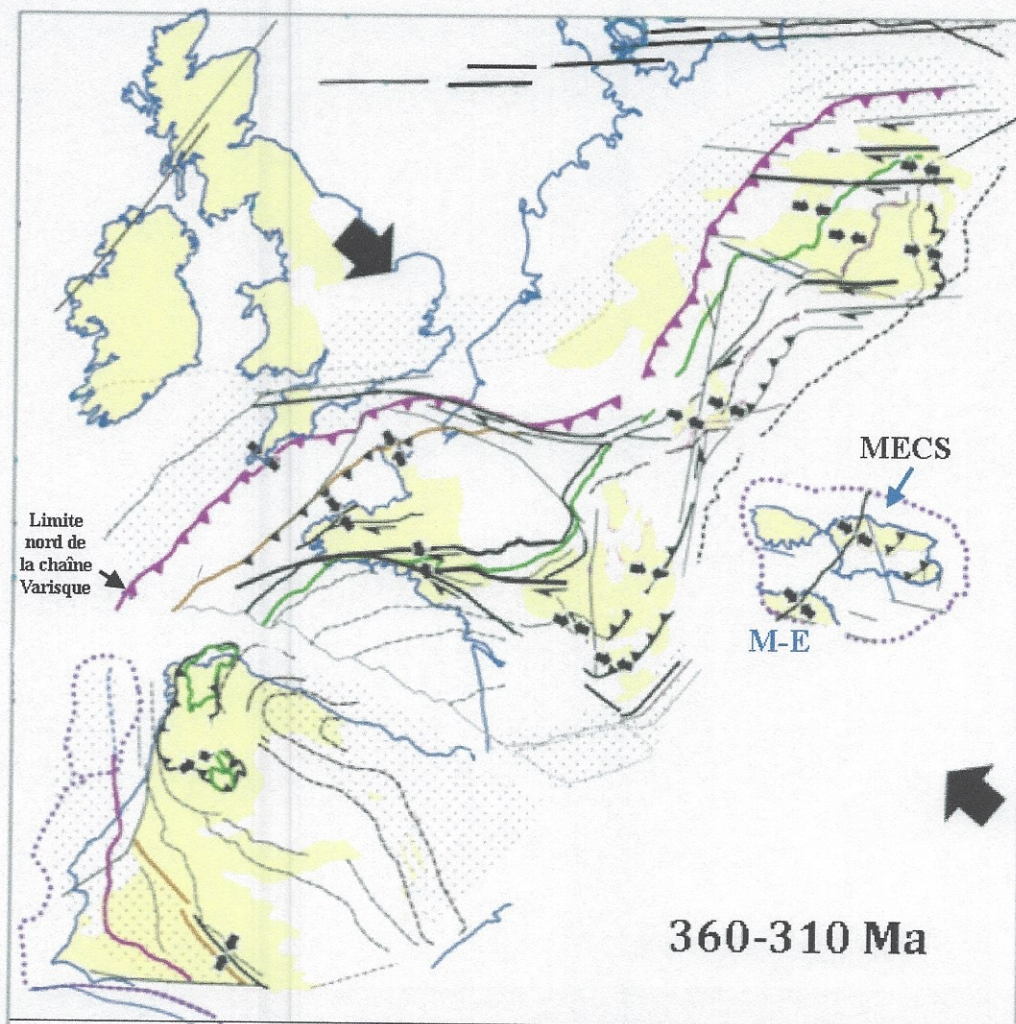 MECS
Limite
nord de
la chaîne
Varisque
M-E
360-310 Ma